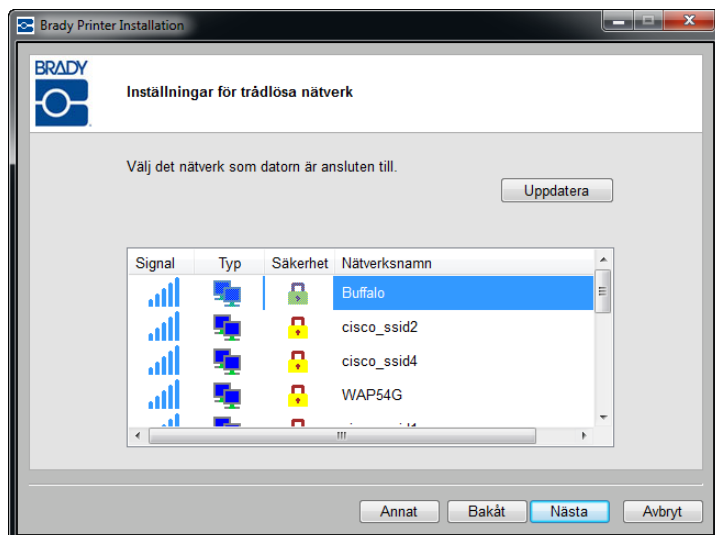 Brady Printer Installation
BRADY
Inställningar för trådlösa nätverk
Välj det nätverk som datorn är ansluten till.
Uppdatera
Signal Typ Säkerhet Nätverksnamn
Buffalo
cisco_ssid2
cisco_ssid4
WAP54G
Annat Bakåt Nästa Avbryt